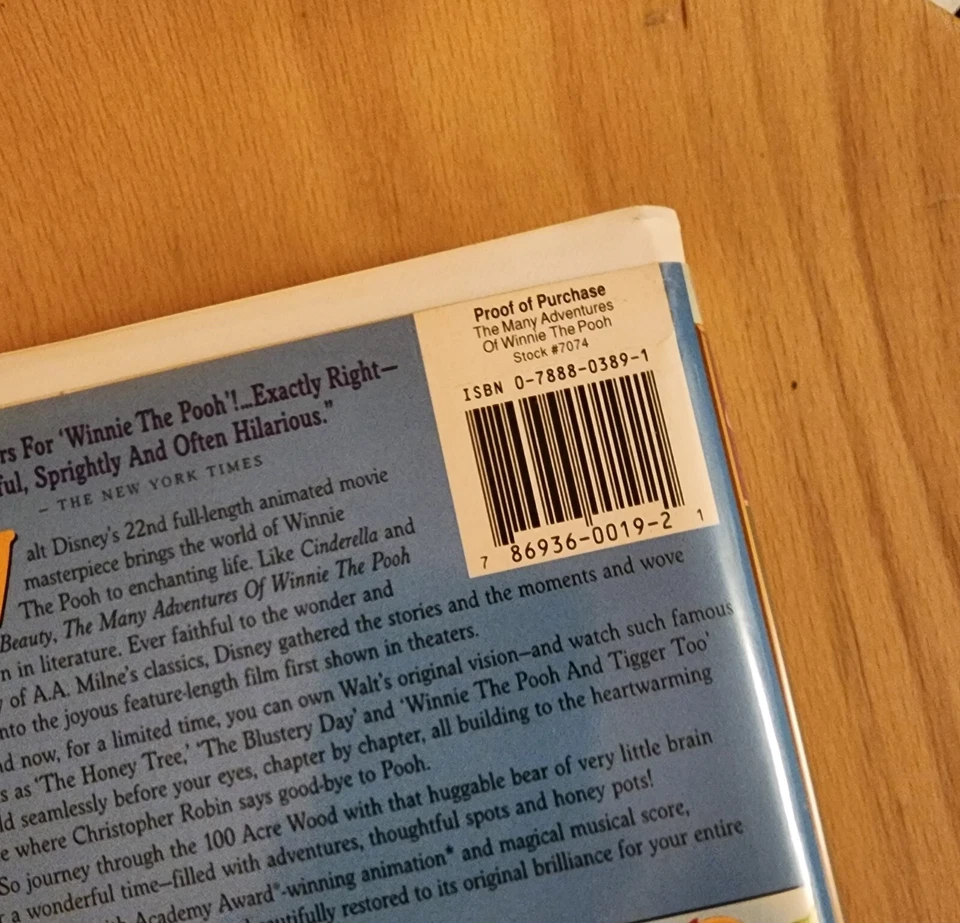 Proof of Purchase
The Many Adventures
Of Winnie The Pooh
Stock #7074
ISBN 0-7888-0389-1
7 86936-0019-2 1
For 'Winnie The Pooh'!...Exactly Right–
Sprightly And Often Hilarious."
– THE NEW YORK TIMES
alt Disney's 22nd full-length animated movie
masterpiece brings the world of Winnie
The Pooh to enchanting life. Like Cinderella and
Beauty, The Many Adventures Of Winnie The Pooh
in literature. Ever faithful to the wonder and
of A.A. Milne's classics, Disney gathered the stories and the moments and wove
the joyous feature-length film first shown in theaters.
now, for a limited time, you can own Walt's original vision–and watch such famous
as 'The Honey Tree,' 'The Blustery Day' and 'Winnie The Pooh And Tigger Too'
seamlessly before your eyes, chapter by chapter, all building to the heartwarming
where Christopher Robin says good-bye to Pooh.
So journey through the 100 Acre Wood with that huggable bear of very little brain
a wonderful time–filled with adventures, thoughtful spots and honey pots!
Academy Award®-winning animation* and magical musical score,
restored to its original brilliance for your entire